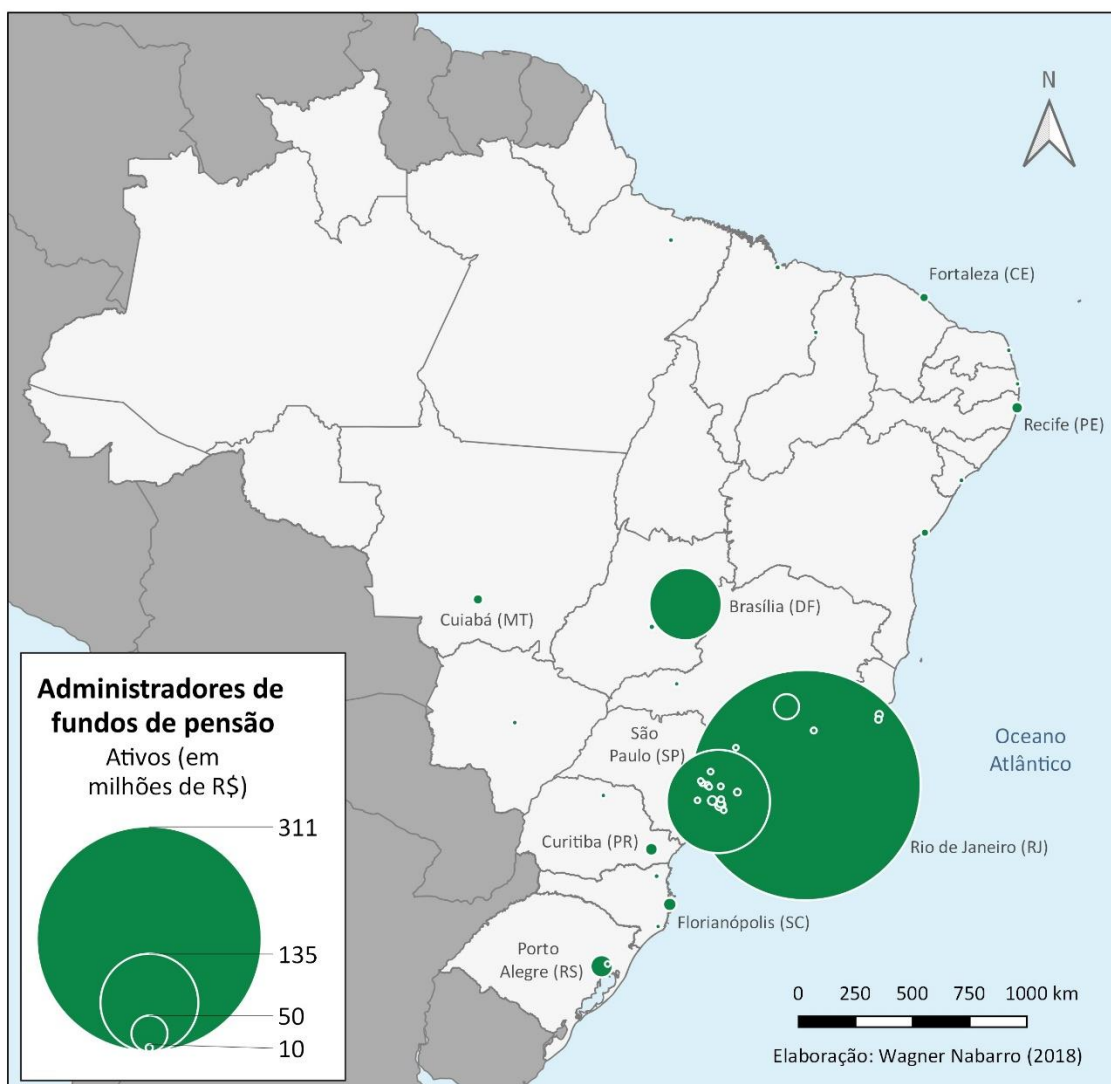 N
Fortaleza (CE)
Recife (PE)
Brasília (DF)
Cuiabá (MT)
São
Paulo (SP)
Oceano
Atlântico
Rio de Janeiro (RJ)
Curitiba (PR)
Florianópolis (SC)
Porto
Alegre (RS)
Administradores de
fundos de pensão
Ativos (em
milhões de R$)
311
135
50
10
0 250 500 750 1000 km
Elaboração: Wagner Nabarro (2018)